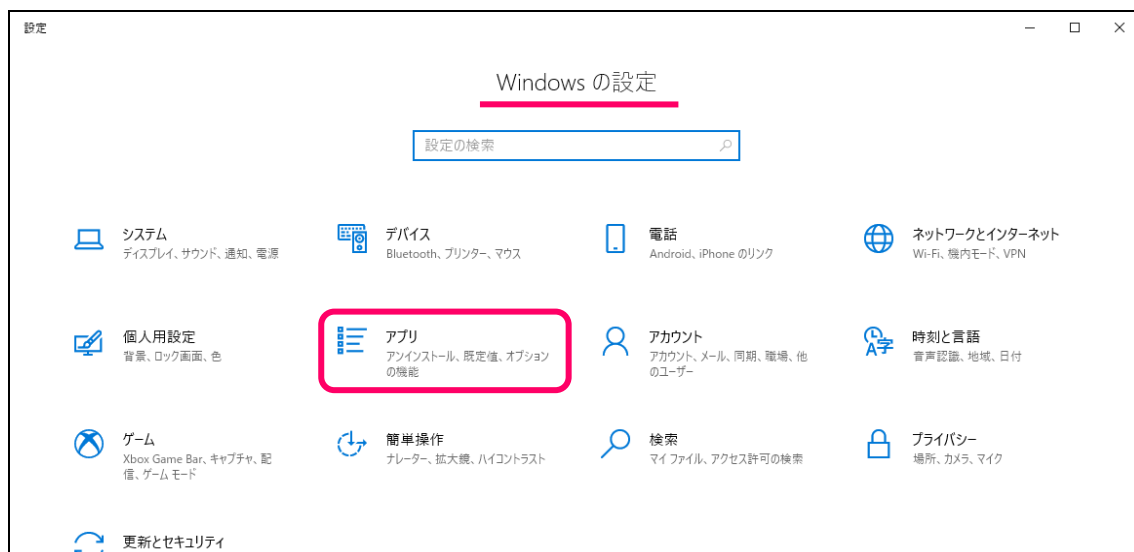 設定
Windows の設定
設定の検索
システム
ディスプレイ、サウンド、通知、電源
デバイス
Bluetooth、プリンター、マウス
電話
Android、iPhone のリンク
ネットワークとインターネット
Wi-Fi、機内モード、VPN
個人用設定
背景、ロック画面、色
アプリ
アンインストール、既定値、オプション
の機能
アカウント
アカウント、メール、同期、職場、他
のユーザー
時刻と言語
音声認識、地域、日付
ゲーム
Xbox Game Bar、キャプチャ、配
信、ゲーム モード
簡単操作
ナレーター、拡大鏡、ハイコントラスト
検索
マイ ファイル、アクセス許可の検索
プライバシー
場所、カメラ、マイク
更新とセキュリティ